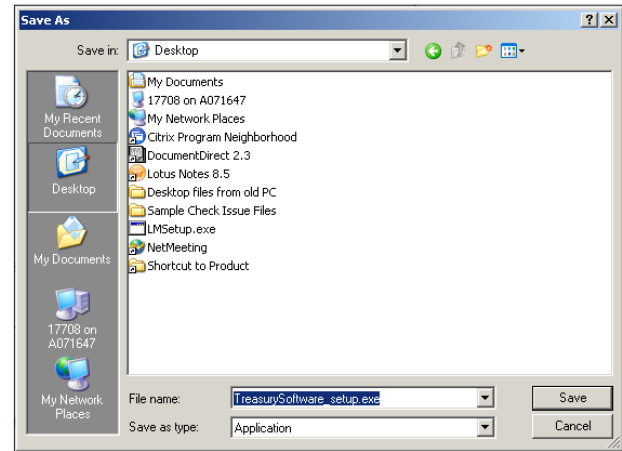 Save As
Save in: Desktop
My Recent
Documents
Desktop
My Documents
17708 on
A071647
My Network
Places
My Documents
17708 on A071647
My Network Places
Citrix Program Neighborhood
DocumentDirect 2.3
Lotus Notes 8.5
Desktop files from old PC
Sample Check Issue Files
LMSetup.exe
NetMeeting
Shortcut to Product
File name: TreasurySoftware_setup.exe Save
Save as type: Application Cancel